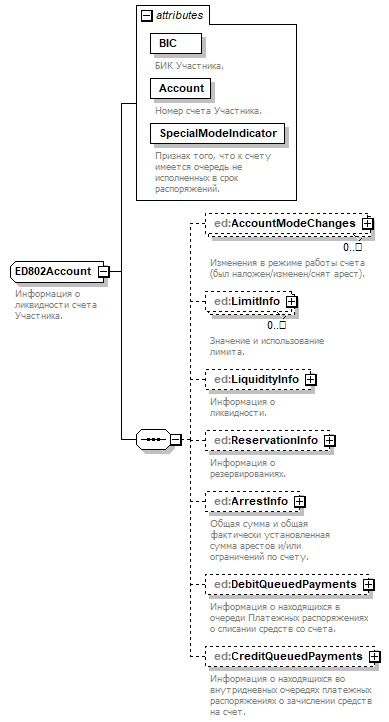 attributes
BIC
БИК Участника.
Account
Номер счета Участника.
SpecialModeIndicator
Признак того, что к счету
имеется очередь не
исполненных в срок
распоряжений.
ED802Account
Информация о
ликвидности счета
Участника.
ed:AccountModeChanges
0..□
Изменения в режиме работы счета
(был наложен/изменен/снят арест).
ed:LimitInfo
0..□
Значение и использование
лимита.
ed:LiquidityInfo
Информация о
ликвидности.
ed:ReservationInfo
Информация о
резервированиях.
ed:ArrestInfo
Общая сумма и общая
фактически установленная
сумма арестов и/или
ограничений по счету.
ed:DebitQueuedPayments
Информация о находящихся в
очереди Платежных распоряжениях
о списании средств со счета.
ed:CreditQueuedPayments
Информация о находящихся во
внутридневных очередях платежных
распоряжениях о зачислении средств
на счет.